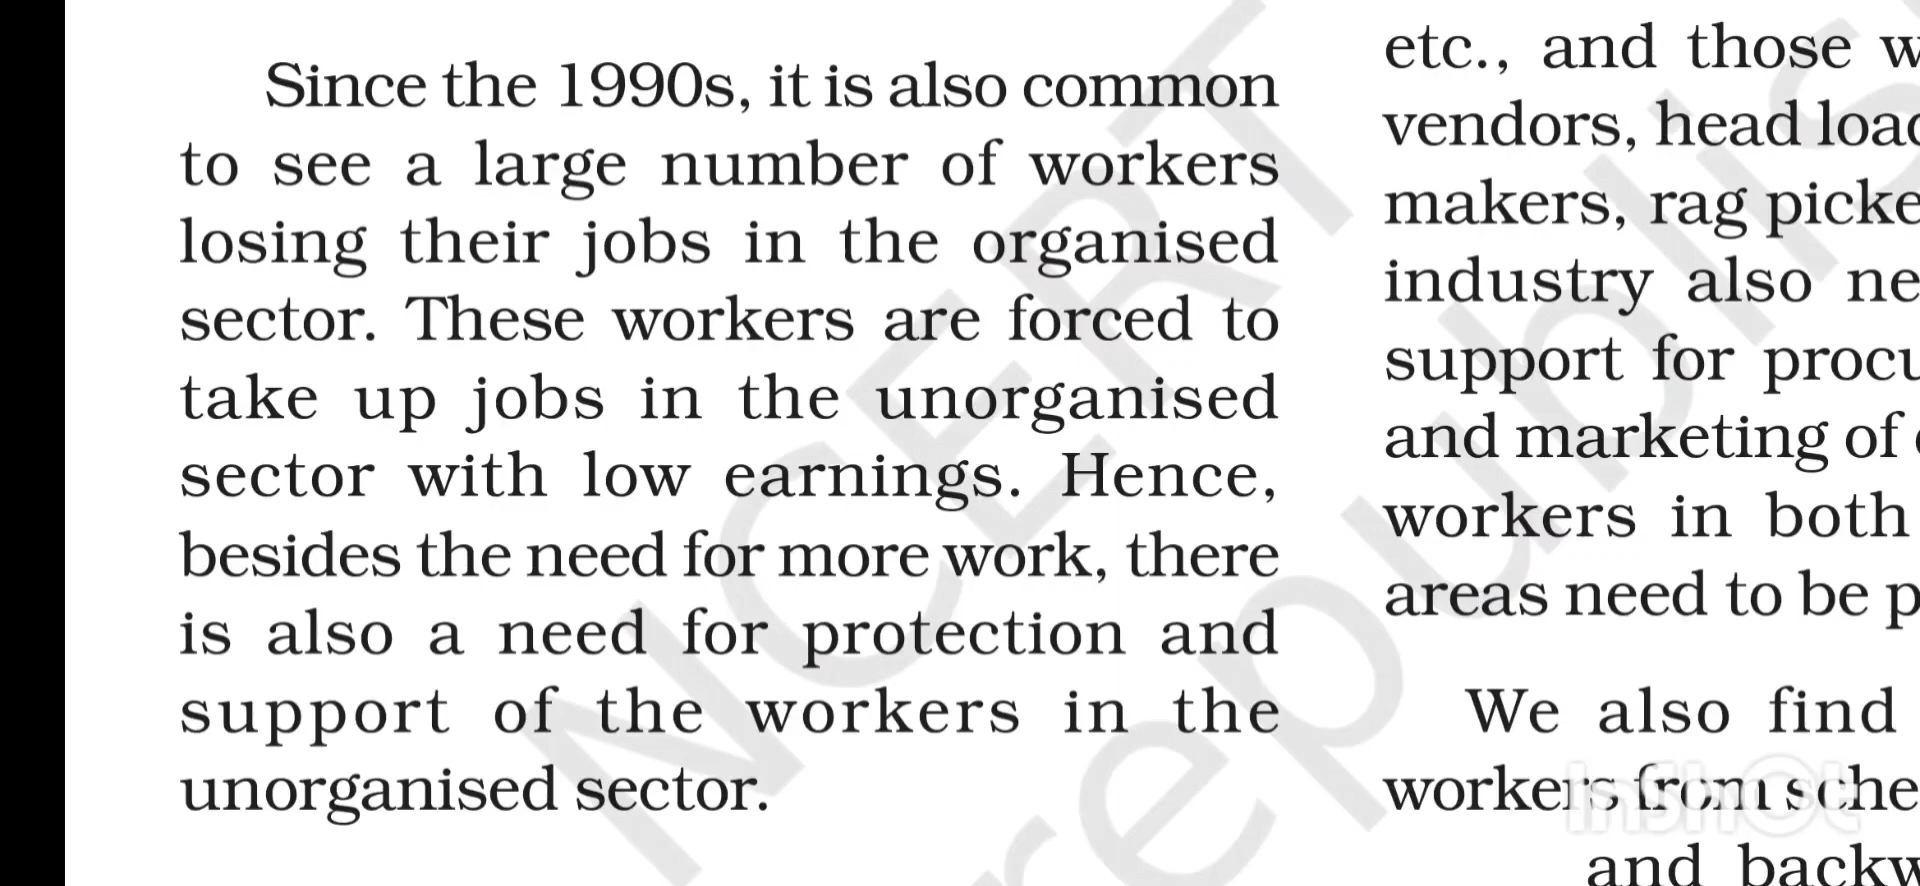 Since the 1990s, it is also common
to see a large number of workers
losing their jobs in the organised
sector. These workers are forced to
take up jobs in the unorganised
sector with low earnings. Hence,
besides the need for more work, there
is also a need for protection and
support of the workers in the
unorganised sector.
etc., and those
vendors, head
makers, rag
industry also
support for
and marketing of
workers in both
areas need to be
We also find
workers from
and
NCERT
InShot